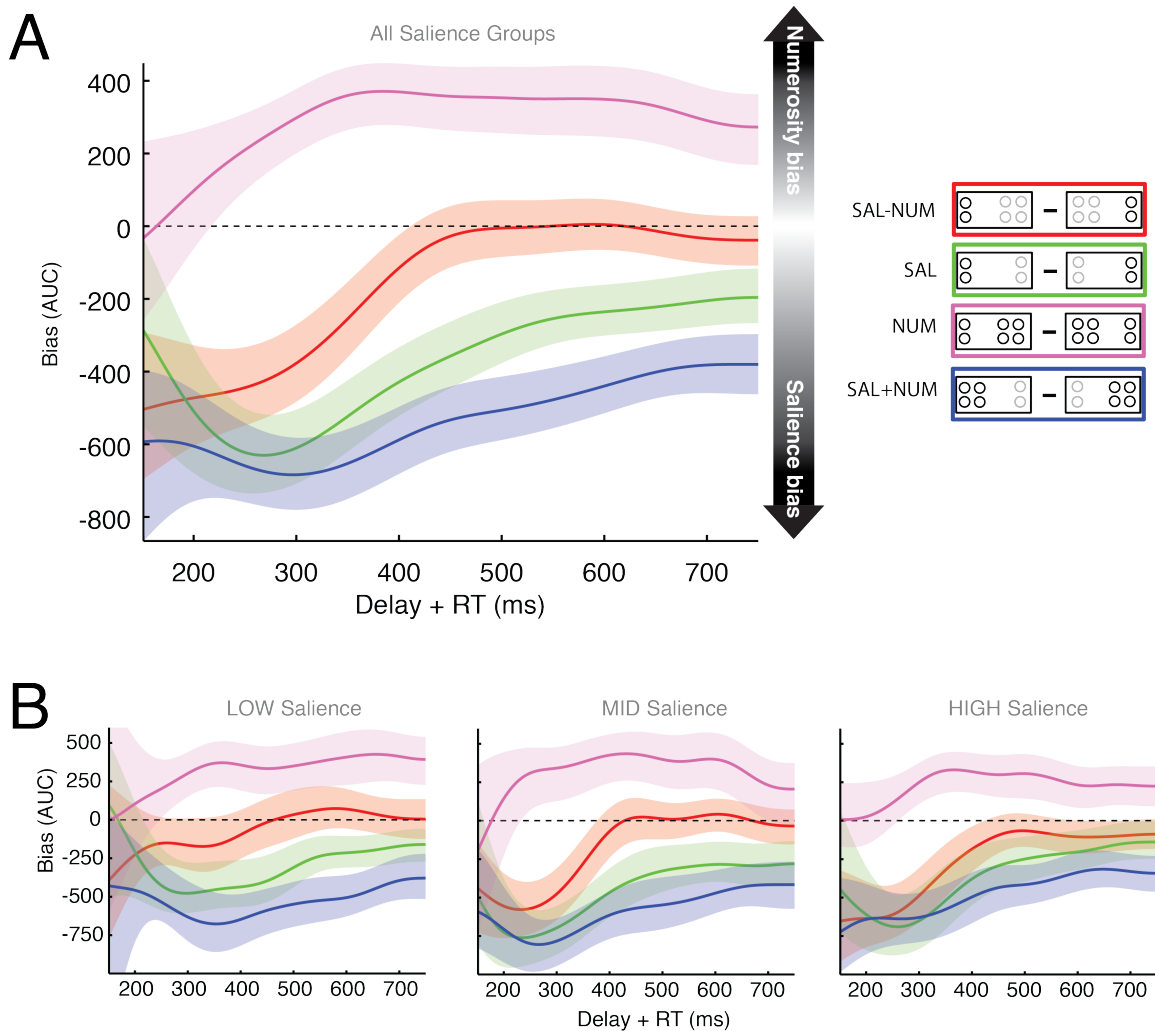 A
All Salience Groups
400
200
0
-200
-400
-600
-800
Bias (AUC)
200 300 400 500 600 700
Delay + RT (ms)
Numerosity bias
Salience bias
SAL-NUM
SAL
NUM
SAL+NUM
B
LOW Salience
MID Salience
HIGH Salience
500
250
0
-250
-500
-750
Bias (AUC)
200 300 400 500 600 700
200 300 400 500 600 700
200 300 400 500 600 700
Delay + RT (ms)